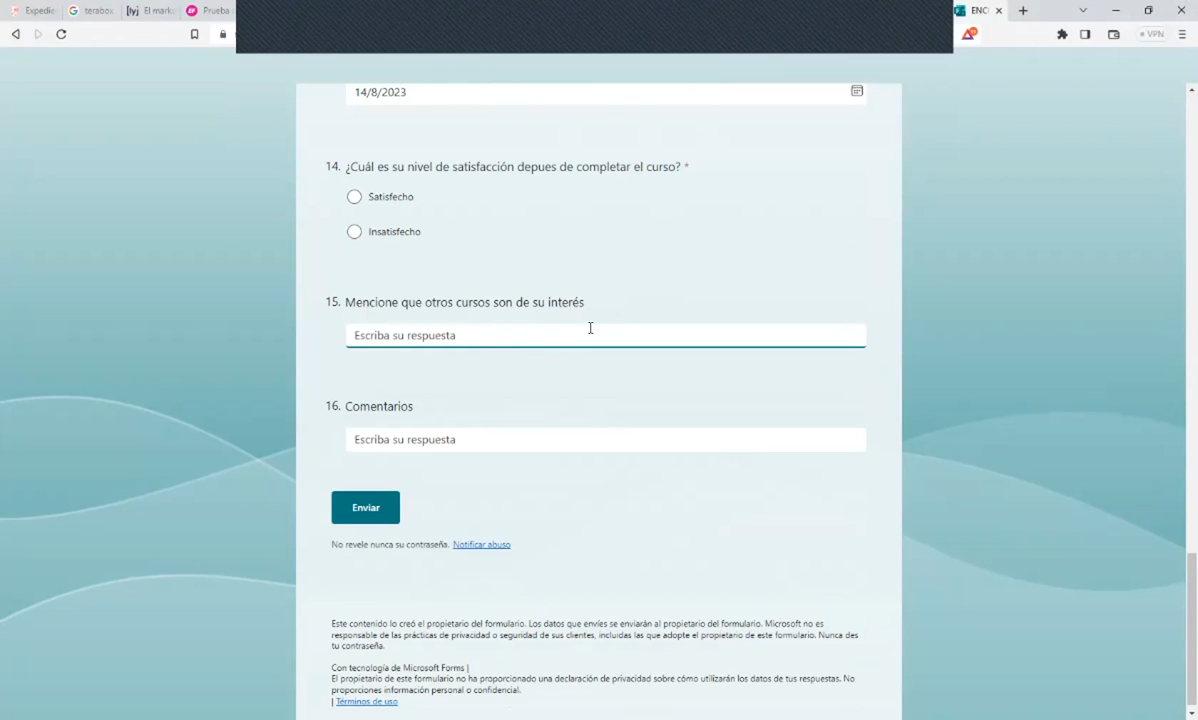 Expedie
terabox
[lyj El marke
EP Prueba
ENCU
VPN
14/8/2023
14. ¿Cuál es su nivel de satisfacción depues de completar el curso? *
Satisfecho
Insatisfecho
15. Mencione que otros cursos son de su interés
Escriba su respuesta
16. Comentarios
Escriba su respuesta
Enviar
No revele nunca su contraseña. Notificar abuso
Este contenido lo creó el propietario del formulario. Los datos que envíes se enviarán al propietario del formulario. Microsoft no es
responsable de las prácticas de privacidad o seguridad de sus clientes, incluidas las que adopte el propietario de este formulario. Nunca des
tu contraseña.
Con tecnología de Microsoft Forms |
El propietario de este formulario no ha proporcionado una declaración de privacidad sobre cómo utilizarán los datos de tus respuestas. No
proporciones información personal o confidencial.
| Términos de uso